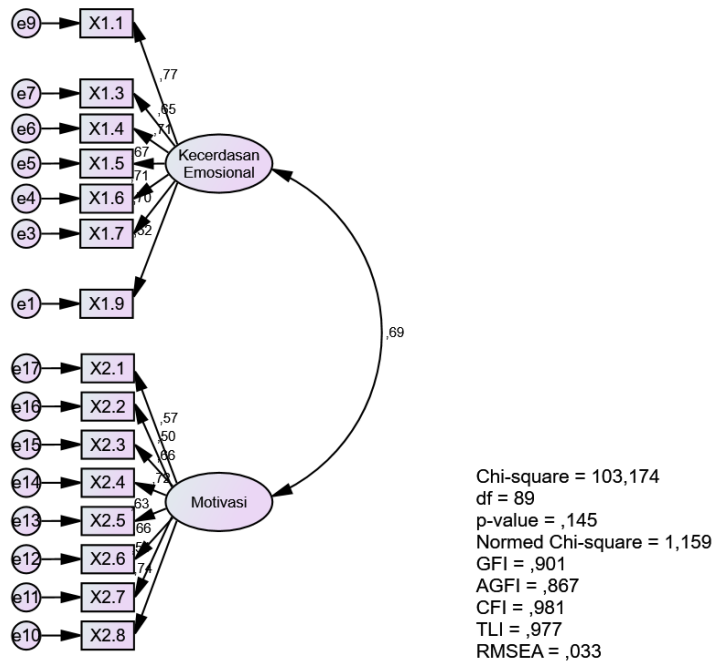 e9 X1.1
,77
e7 X1.3
,65
e6 X1.4
,71
Kecerdasan
Emosional
e5 X1.5 ,67
,71
e4 X1.6 ,70
e3 X1.7 ,52
e1 X1.9
,69
e17 X2.1
,57
e16 X2.2
,50
e15 X2.3 ,66
e14 X2.4 ,72
Motivasi
e13 X2.5 ,63
,66
e12 X2.6
,74
e11 X2.7
e10 X2.8
Chi-square = 103,174
df = 89
p-value = ,145
Normed Chi-square = 1,159
GFI = ,901
AGFI = ,867
CFI = ,981
TLI = ,977
RMSEA = ,033